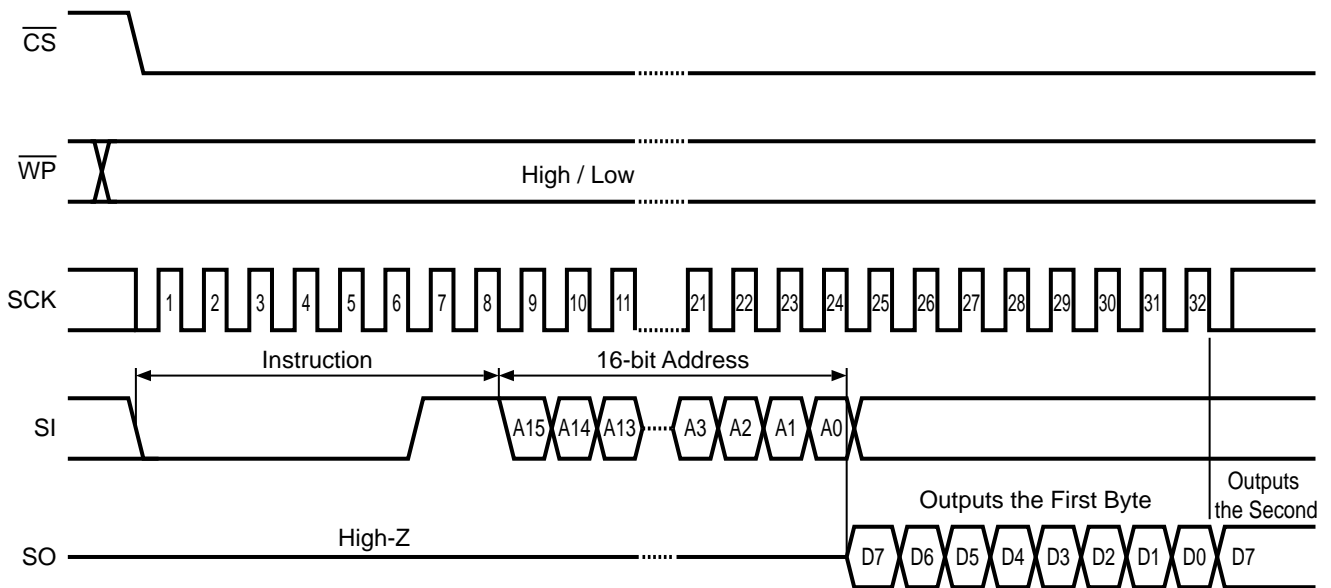 CS
WP
High / Low
SCK
1 2 3 4 5 6 7 8 9 10 11 21 22 23 24 25 26 27 28 29 30 31 32
Instruction
16-bit Address
SI
A15 A14 A13 A3 A2 A1 A0
Outputs the First Byte
Outputs
the Second
High-Z
SO
D7 D6 D5 D4 D3 D2 D1 D0 D7